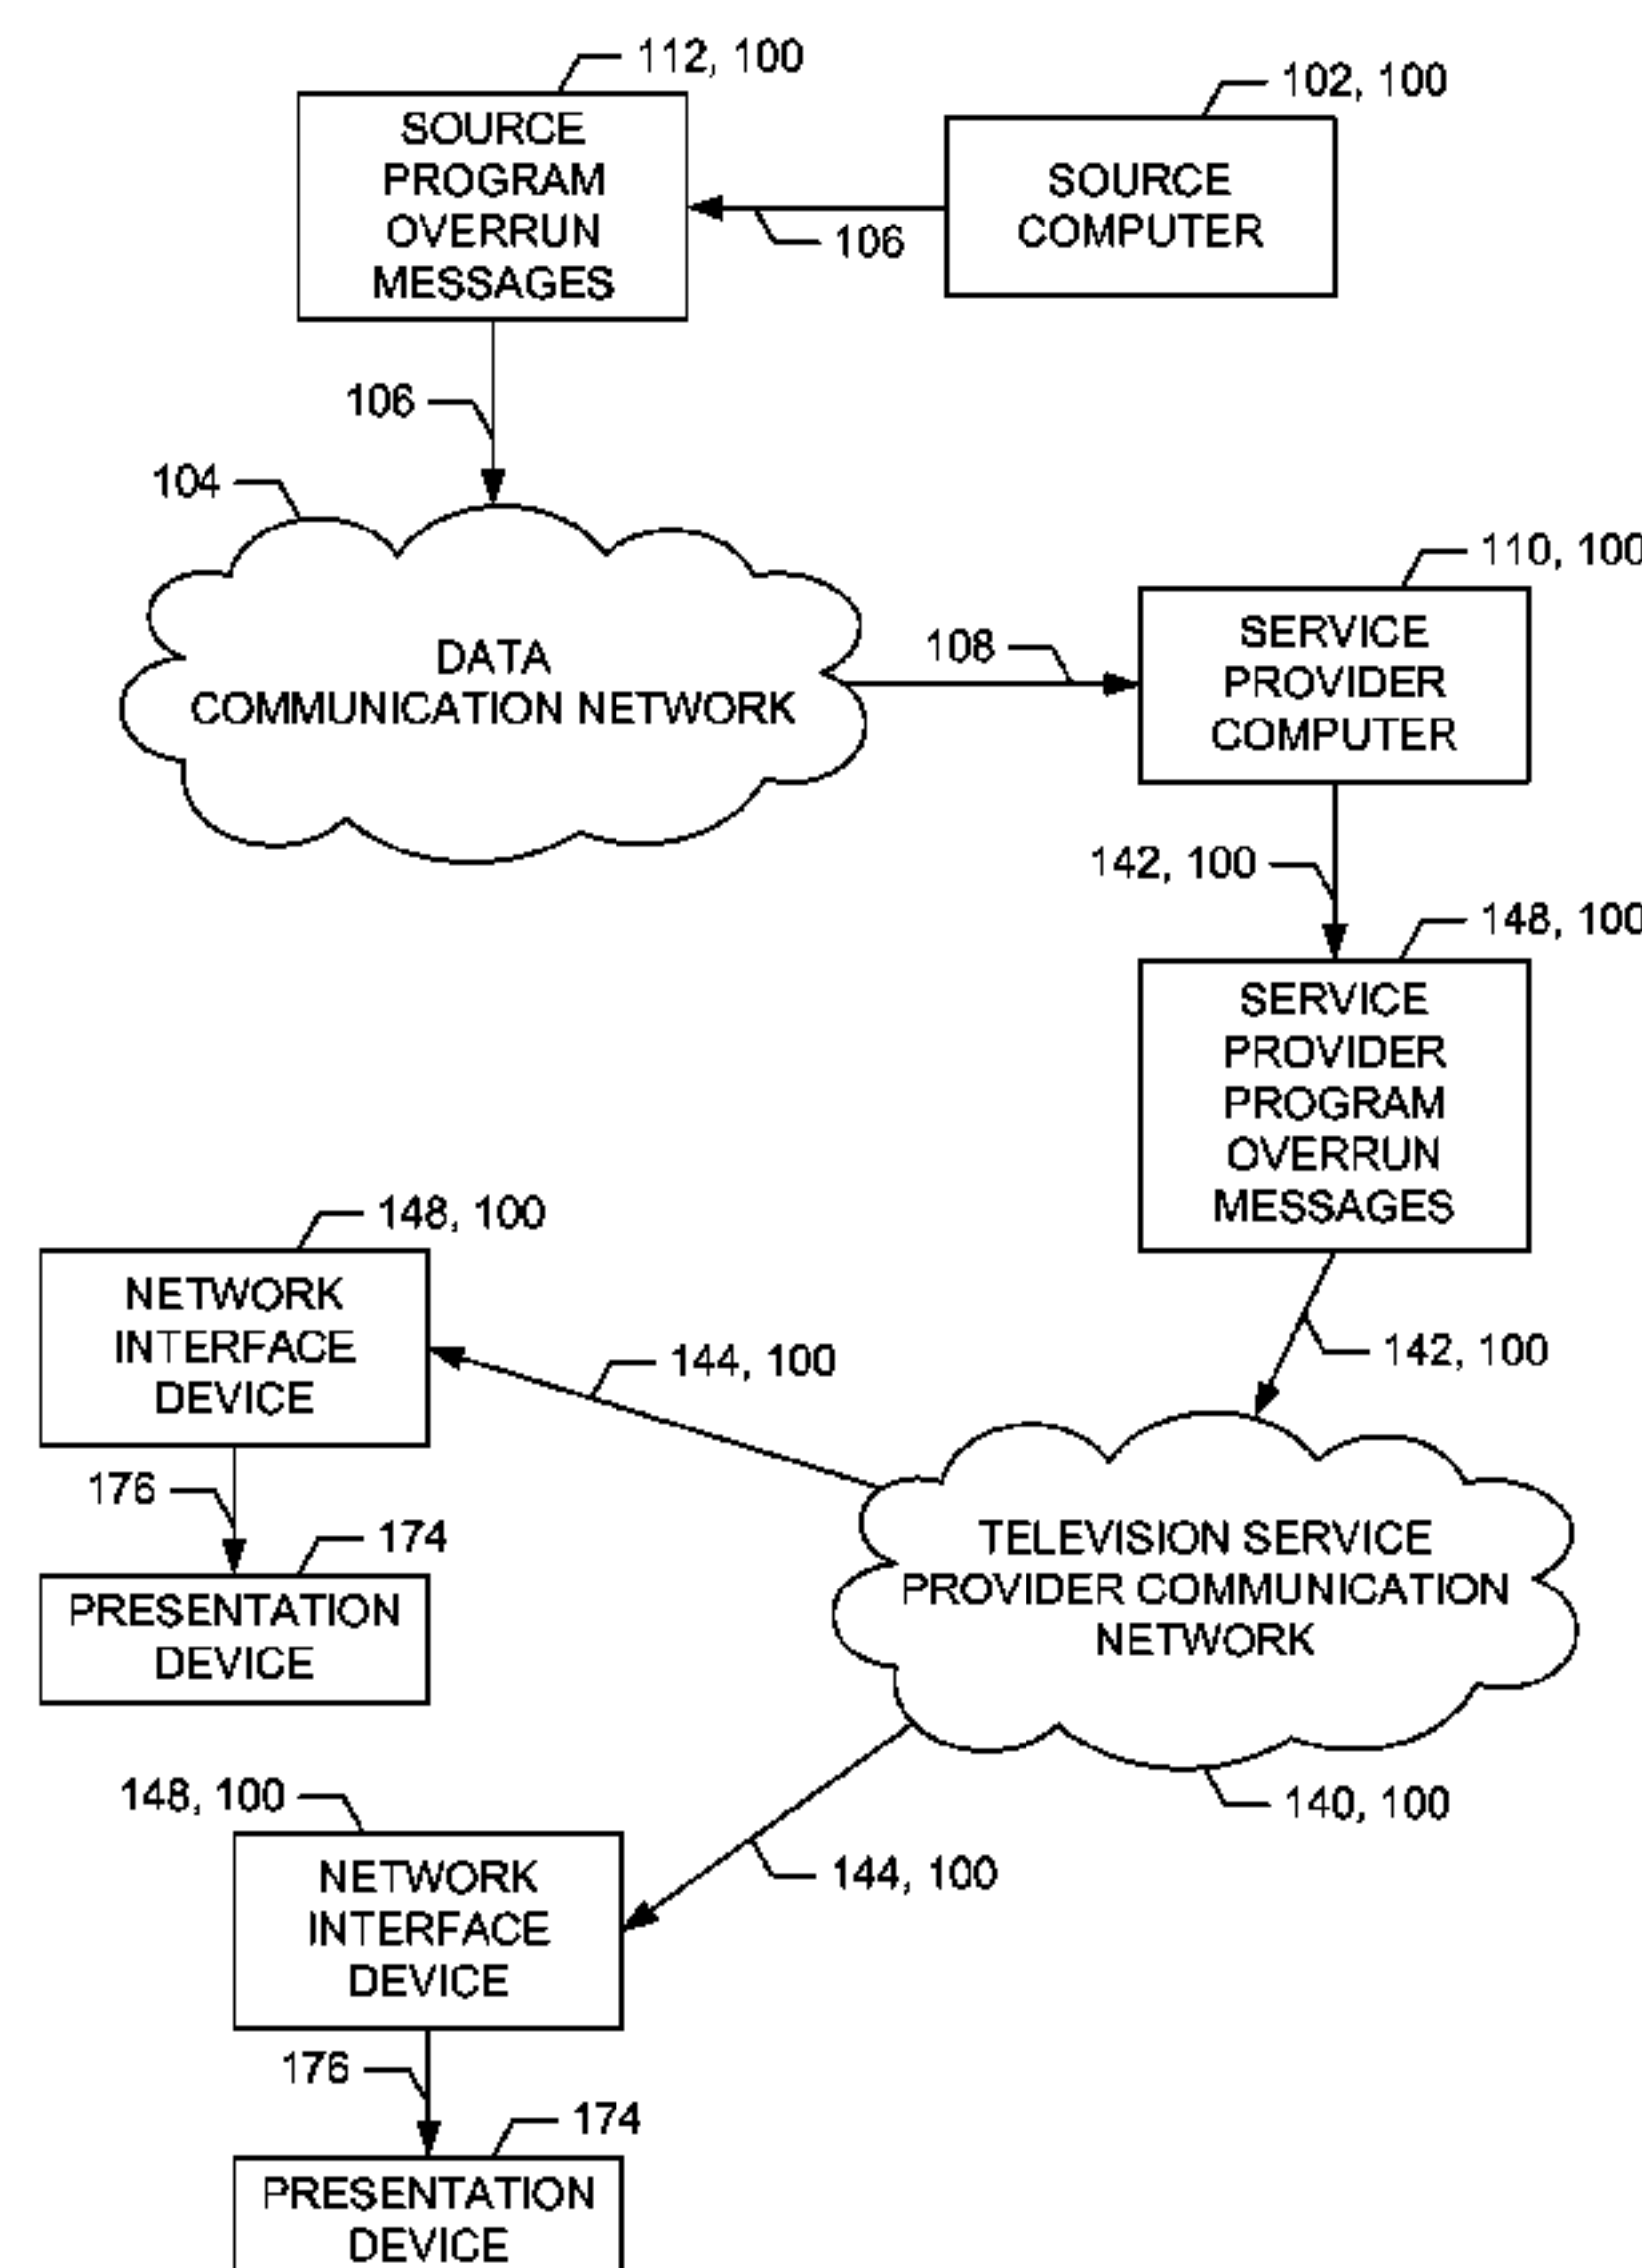 112, 100
SOURCE
PROGRAM
OVERRUN
MESSAGES
102, 100
SOURCE
COMPUTER
106
106
104
DATA
COMMUNICATION NETWORK
108
110, 100
SERVICE
PROVIDER
COMPUTER
142, 100
148, 100
SERVICE
PROVIDER
PROGRAM
OVERRUN
MESSAGES
142, 100
148, 100
NETWORK
INTERFACE
DEVICE
144, 100
176
174
PRESENTATION
DEVICE
TELEVISION SERVICE
PROVIDER COMMUNICATION
NETWORK
140, 100
144, 100
148, 100
NETWORK
INTERFACE
DEVICE
176
174
PRESENTATION
DEVICE